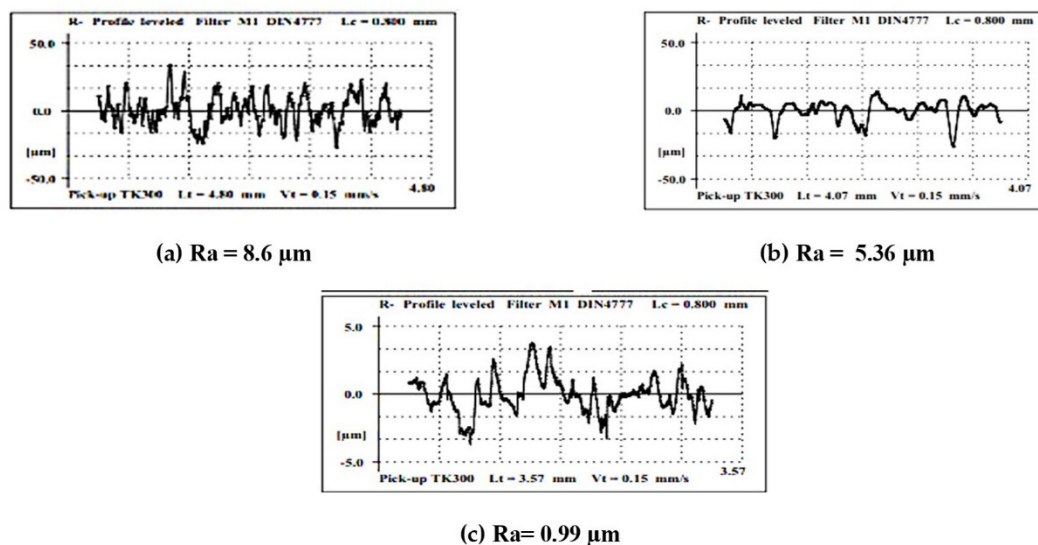 R- Profile leveled Filter M1 DIN4777 Lc = 0.800 mm
50.0
0.0
[µm]
-50.0
4.80
Pick-up TK300 Lt = 4.80 mm Vt = 0.15 mm/s
(a) Ra = 8.6 µm
R- Profile leveled Filter M1 DIN4777 Lc = 0.800 mm
50.0
0.0
[µm]
-50.0
4.07
Pick-up TK300 Lt = 4.07 mm Vt = 0.15 mm/s
(b) Ra = 5.36 µm
R- Profile leveled Filter M1 DIN4777 Lc = 0.800 mm
5.0
0.0
[µm]
-5.0
3.57
Pick-up TK300 Lt = 3.57 mm Vt = 0.15 mm/s
(c) Ra= 0.99 µm